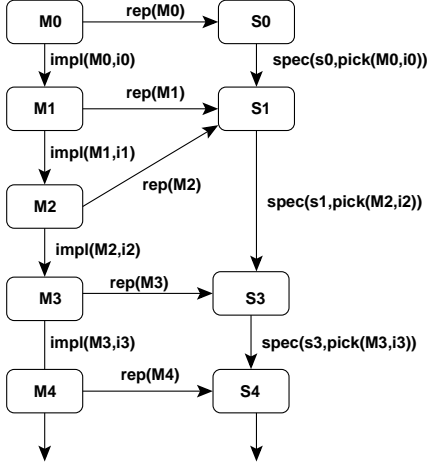 M0 rep(M0) S0
impl(M0,i0) spec(s0,pick(M0,i0))
M1 rep(M1) S1
impl(M1,i1)
rep(M2)
M2 spec(s1,pick(M2,i2))
impl(M2,i2)
M3 rep(M3) S3
impl(M3,i3) spec(s3,pick(M3,i3))
M4 rep(M4) S4